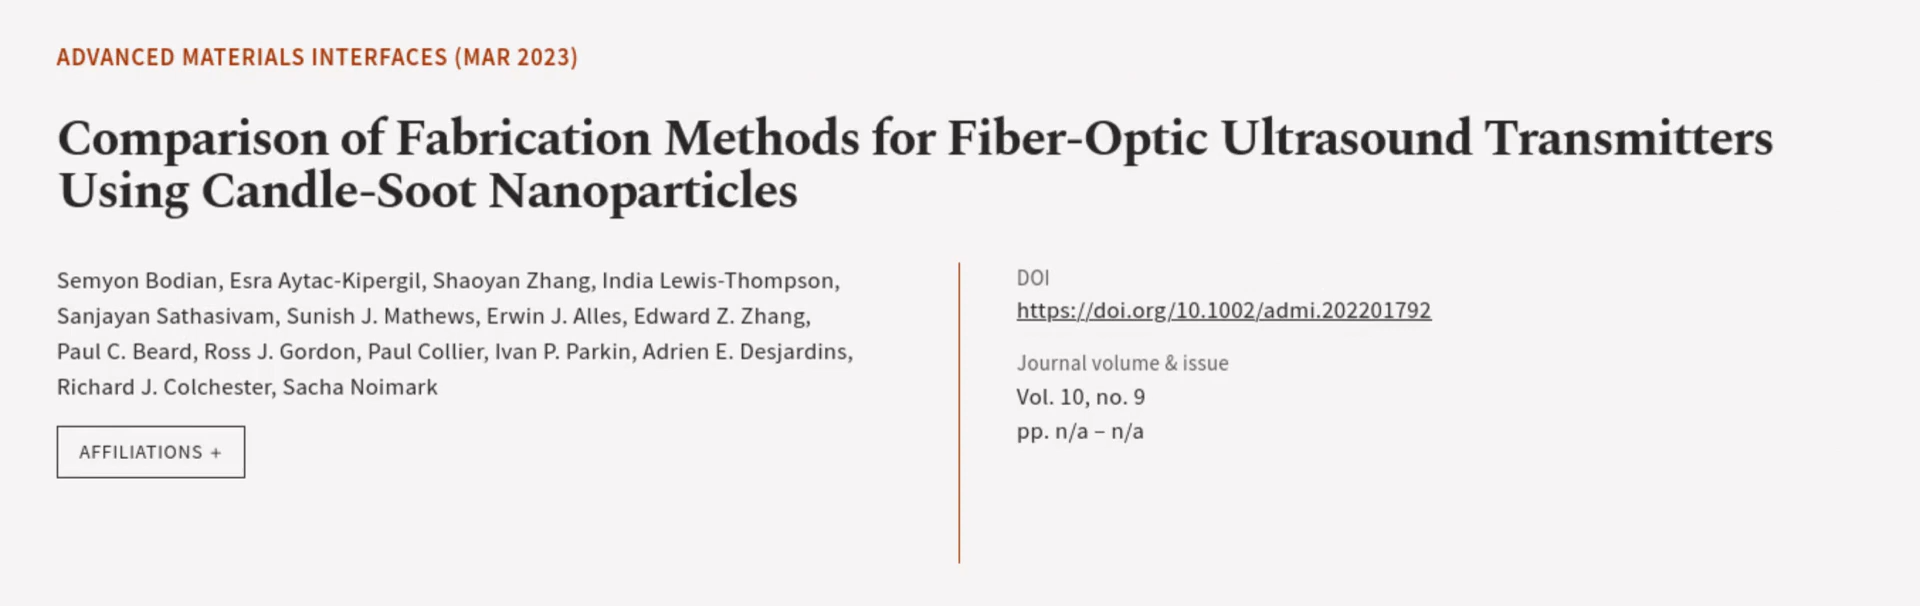 ADVANCED MATERIALS INTERFACES (MAR 2023)
Comparison of Fabrication Methods for Fiber-Optic Ultrasound Transmitters
Using Candle-Soot Nanoparticles
Semyon Bodian, Esra Aytac-Kipergil, Shaoyan Zhang, India Lewis-Thompson,
Sanjayan Sathasivam, Sunish J. Mathews, Erwin J. Alles, Edward Z. Zhang,
Paul C. Beard, Ross J. Gordon, Paul Collier, Ivan P. Parkin, Adrien E. Desjardins,
Richard J. Colchester, Sacha Noimark
AFFILIATIONS +
DOI
https://doi.org/10.1002/admi.202201792
Journal volume & issue
Vol. 10, no. 9
pp. n/a – n/a